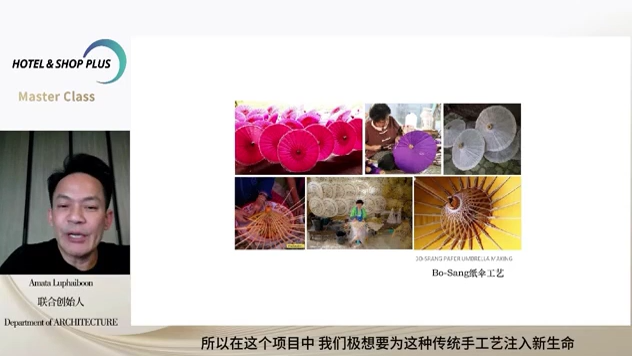 HOTEL & SHOP PLUS
Master Class
Amata Luphaiboon
联合创始人
Department of ARCHITECTURE
BO-SRANG PAPER UMBRELLA MAKING
Bo-Sang纸伞工艺
所以在这个项目中 我们极想要为这种传统手工艺注入新生命